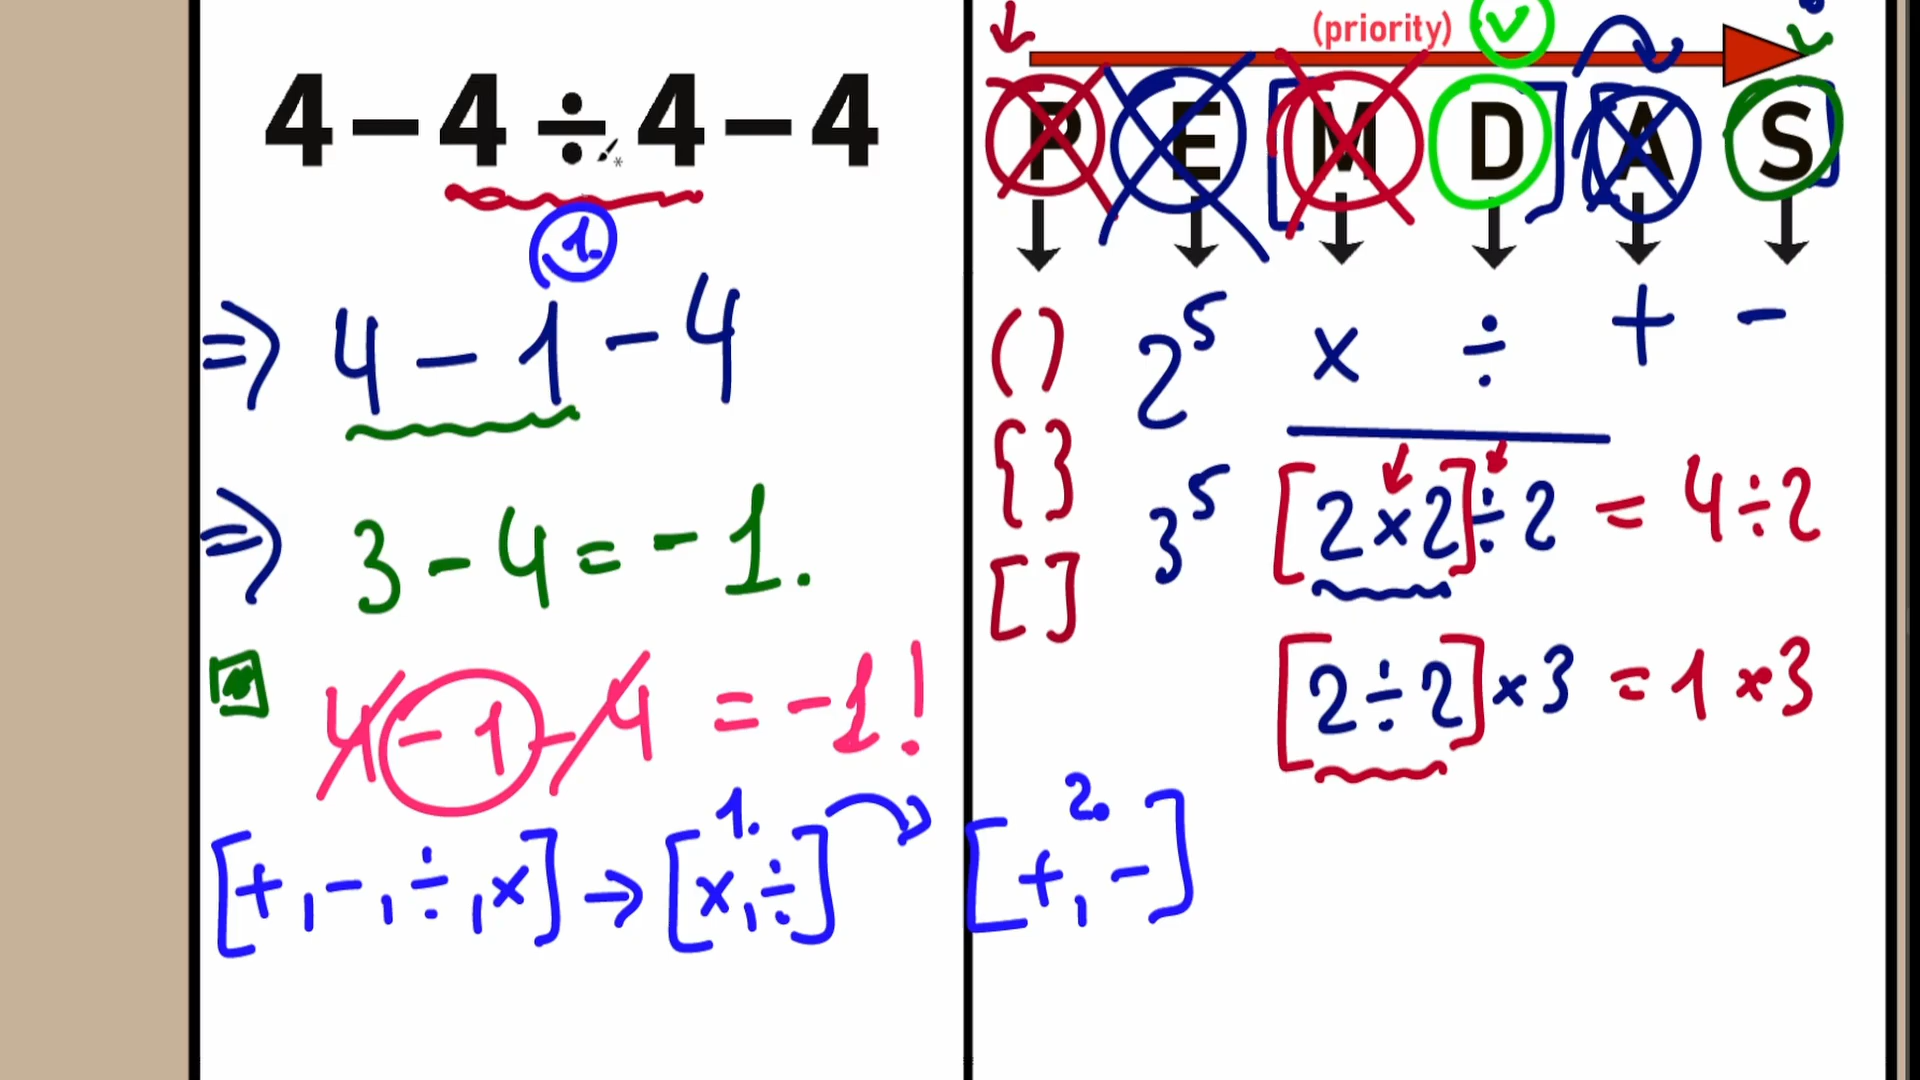 4−4÷4−4
1.
⇒ 4 − 1 − 4
⇒ 3 − 4 = −1.
4 − 1 − 4 = −1!
[+, −, ÷, ×] → [×, ÷] 1.
[+, −] 2.
(priority)
P E [M D] [A S]
( ) 2⁵ × ÷ + −
{ } 3⁵ [2×2]÷2 = 4÷2
[ ] [2÷2]×3 = 1×3